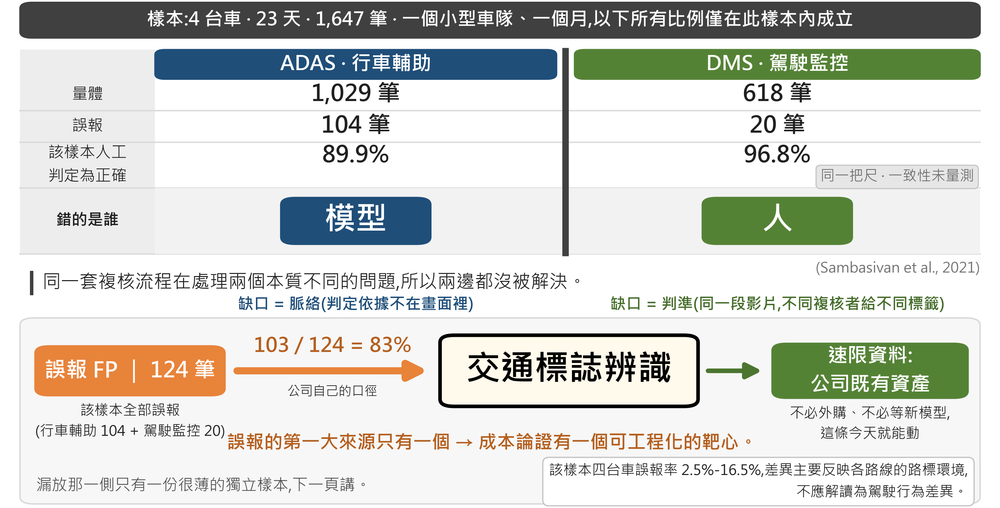 樣本:4 台車 · 23 天 · 1,647 筆 · 一個小型車隊、一個月,以下所有比例僅在此樣本內成立
ADAS · 行車輔助
DMS · 駕駛監控
量體
1,029 筆
618 筆
誤報
104 筆
20 筆
該樣本人工
判定為正確
89.9%
96.8%
同一把尺 · 一致性未量測
錯的是誰
模型
人
(Sambasivan et al., 2021)
同一套複核流程在處理兩個本質不同的問題,所以兩邊都沒被解決。
缺口 = 脈絡(判定依據不在畫面裡)
缺口 = 判準(同一段影片,不同複核者給不同標籤)
誤報 FP | 124 筆
103 / 124 = 83%
公司自己的口徑
交通標誌辨識
速限資料:
公司既有資產
該樣本全部誤報
(行車輔助 104 + 駕駛監控 20)
不必外購、不必等新模型,
這條今天就能動
誤報的第一大來源只有一個 → 成本論證有一個可工程化的靶心。
漏放那一側只有一份很薄的獨立樣本,下一頁講。
該樣本四台車誤報率 2.5%-16.5%,差異主要反映各路線的路標環境,
不應解讀為駕駛行為差異。